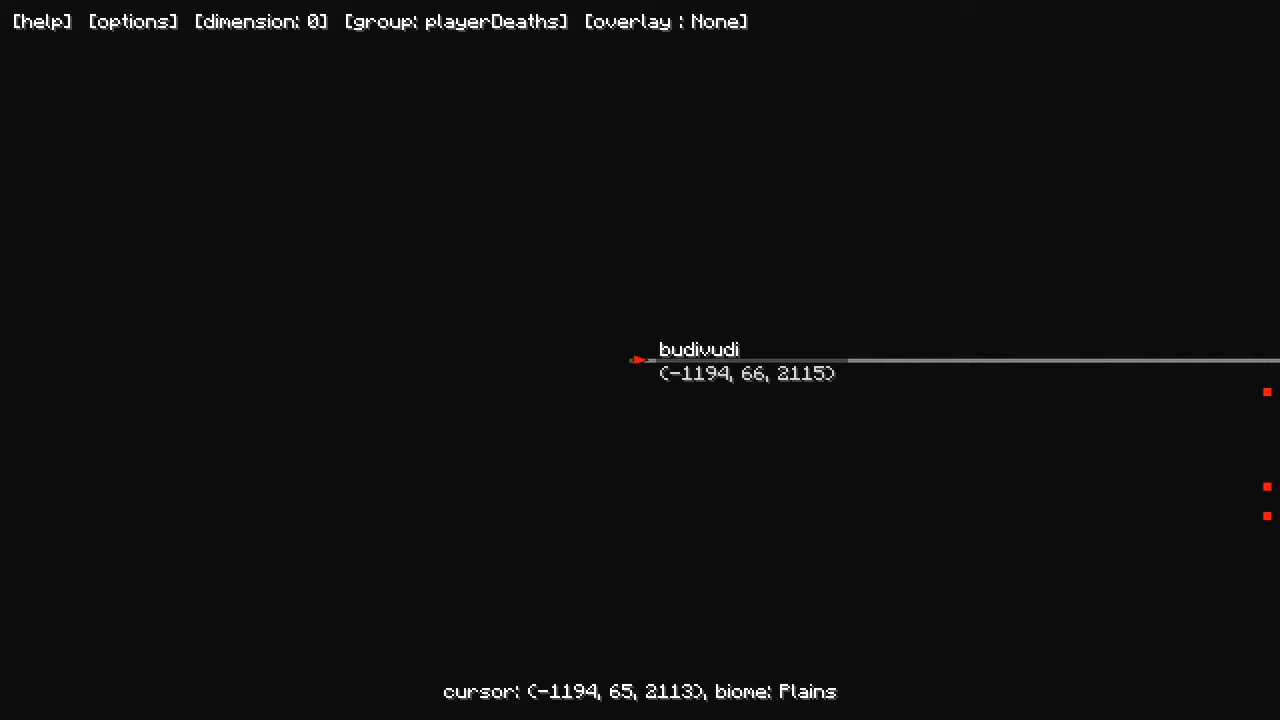 [help] [options] [dimension: 0] [group: playerDeaths] [overlay : None]
budivudi
(-1194, 66, 2115)
cursor: (-1194, 65, 2113), biome: Plains